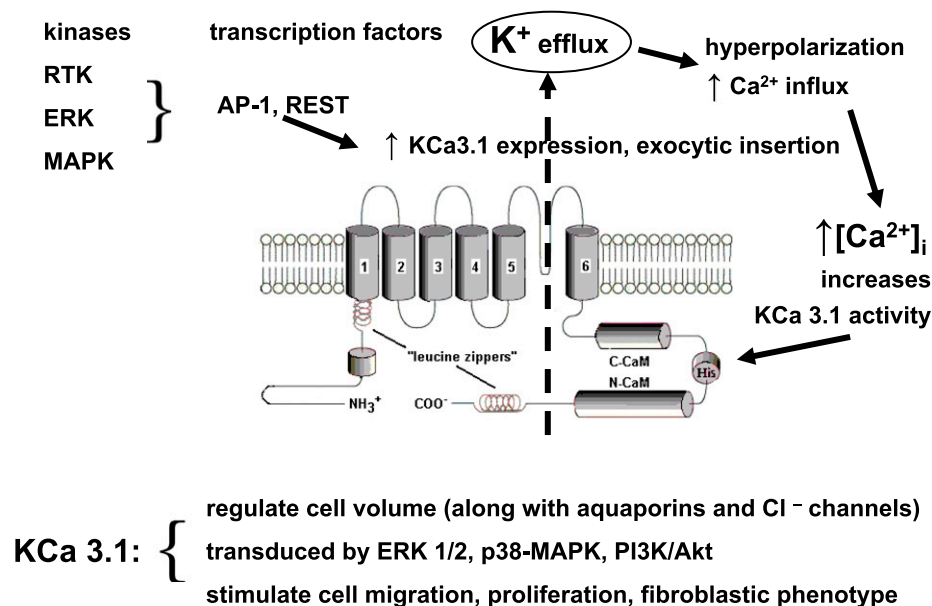 kinases
transcription factors
K+ efflux
hyperpolarization
↑ Ca2+ influx
RTK
ERK
MAPK
AP-1, REST
↑ KCa3.1 expression, exocytic insertion
↑[Ca2+]i
increases
KCa 3.1 activity
1
2
3
4
5
6
"leucine zippers"
C-CaM
N-CaM
His
NH3+
COO-
KCa 3.1:
regulate cell volume (along with aquaporins and Cl – channels)
transduced by ERK 1/2, p38-MAPK, PI3K/Akt
stimulate cell migration, proliferation, fibroblastic phenotype